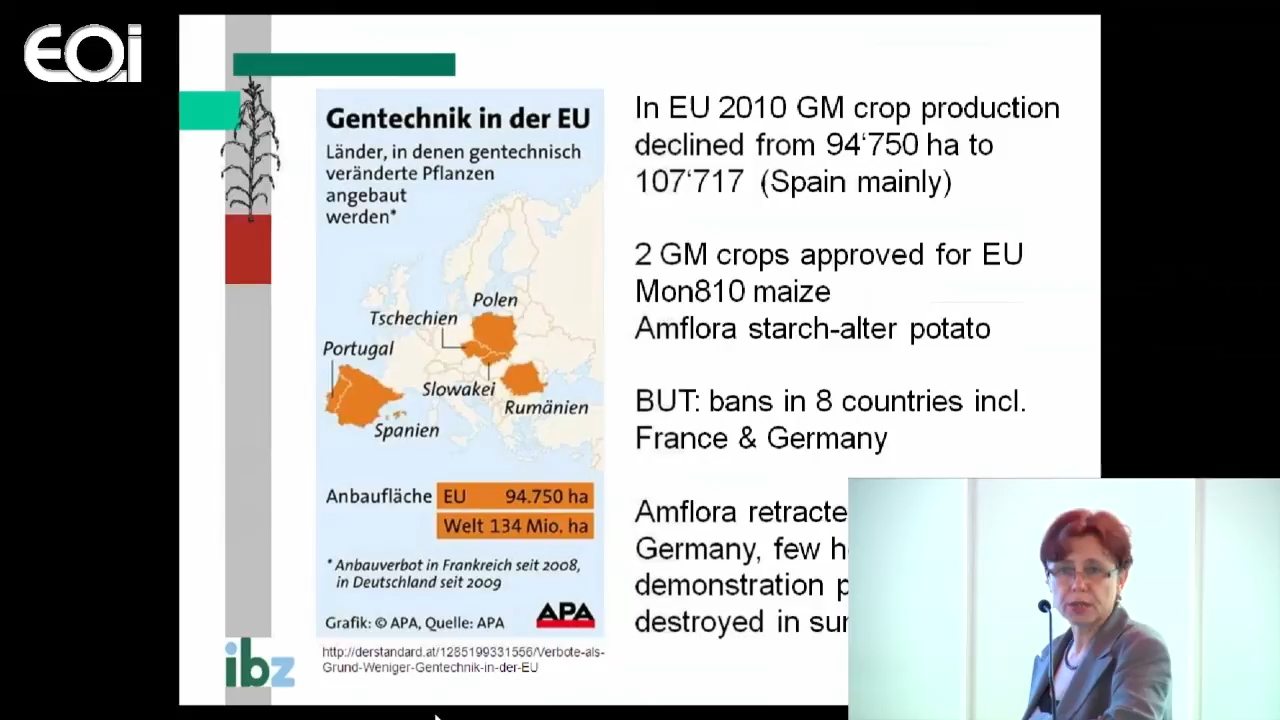 EOi
Gentechnik in der EU
Länder, in denen gentechnisch
veränderte Pflanzen
angebaut
werden*
Polen
Tschechien
Portugal
Slowakei
Rumänien
Spanien
Anbaufläche EU 94.750 ha
Welt 134 Mio. ha
* Anbauverbot in Frankreich seit 2008,
in Deutschland seit 2009
APA
Grafik: © APA, Quelle: APA
http://derstandard.at/1285199331556/Verbote-als-
Grund-Weniger-Gentechnik-in-der-EU
ibz
In EU 2010 GM crop production
declined from 94‘750 ha to
107‘717 (Spain mainly)
2 GM crops approved for EU
Mon810 maize
Amflora starch-alter potato
BUT: bans in 8 countries incl.
France & Germany
Amflora retracte
Germany, few h
demonstration p
destroyed in su